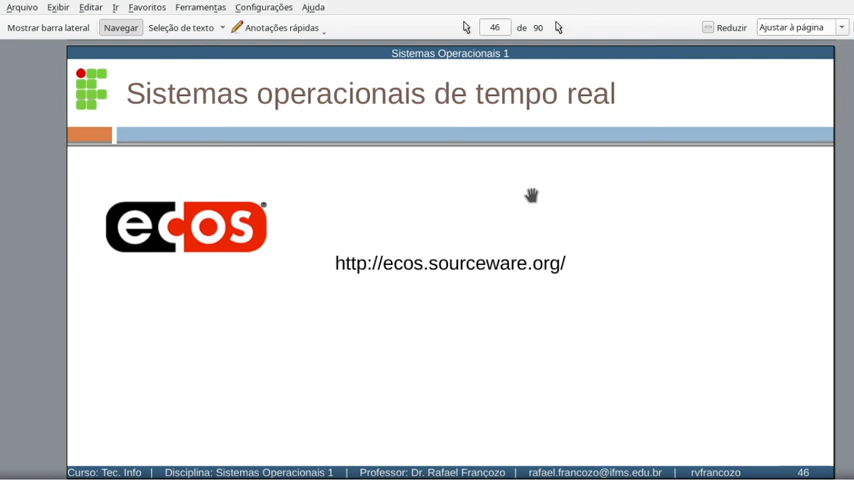 Arquivo Exibir Editar Ir Favoritos Ferramentas Configurações Ajuda
Mostrar barra lateral Navegar Seleção de texto Anotações rápidas 46 de 90 Reduzir Ajustar à página
Sistemas Operacionais 1
Sistemas operacionais de tempo real
ecos®
http://ecos.sourceware.org/
Curso: Tec. Info | Disciplina: Sistemas Operacionais 1 | Professor: Dr. Rafael Françozo | rafael.francozo@ifms.edu.br | rvfrancozo 46